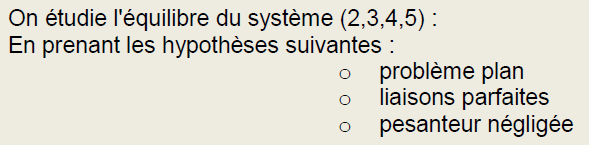 On étudie l'équilibre du système (2,3,4,5) :
En prenant les hypothèses suivantes :
o problème plan
o liaisons parfaites
o pesanteur négligée